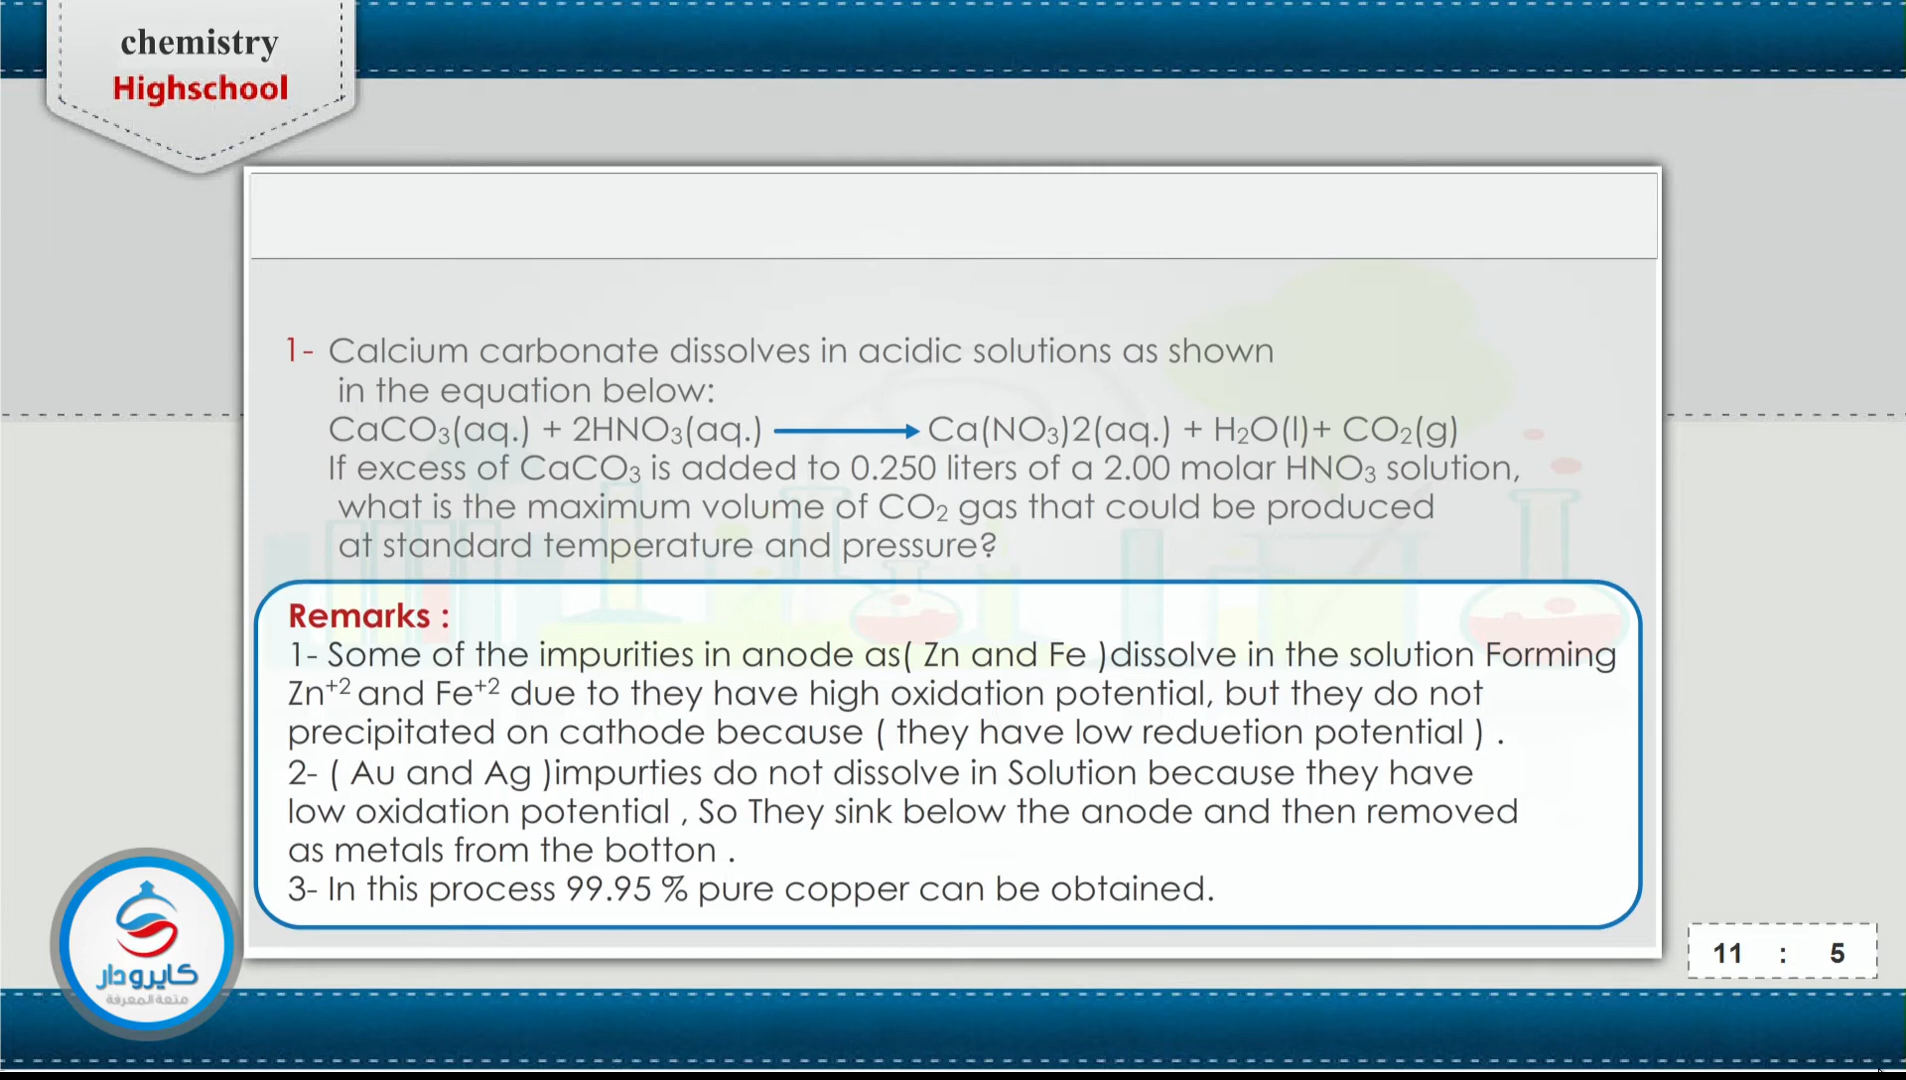 chemistry
Highschool
1- Calcium carbonate dissolves in acidic solutions as shown
in the equation below:
CaCO₃(aq.) + 2HNO₃(aq.) ⟶ Ca(NO₃)2(aq.) + H₂O(l)+ CO₂(g)
If excess of CaCO₃ is added to 0.250 liters of a 2.00 molar HNO₃ solution,
what is the maximum volume of CO₂ gas that could be produced
at standard temperature and pressure?
Remarks :
1- Some of the impurities in anode as( Zn and Fe )dissolve in the solution Forming
Zn⁺² and Fe⁺² due to they have high oxidation potential, but they do not
precipitated on cathode because ( they have low reduetion potential ) .
2- ( Au and Ag )impurties do not dissolve in Solution because they have
low oxidation potential , So They sink below the anode and then removed
as metals from the botton .
3- In this process 99.95 % pure copper can be obtained.
كايرودار
متعة المعرفة
11 : 5